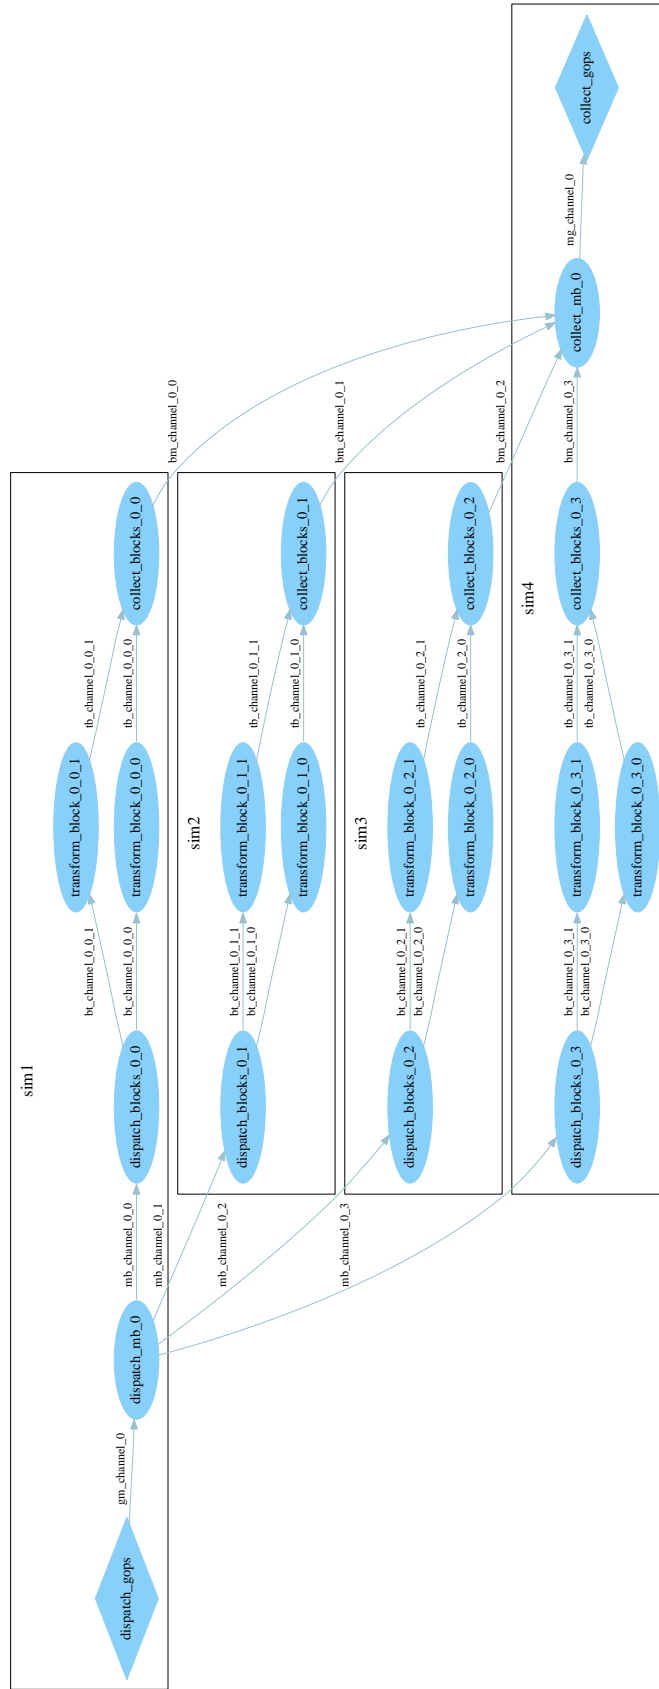 sim1
dispatch_gops
gm_channel_0
dispatch_mb_0
mb_channel_0_0
mb_channel_0_1
mb_channel_0_2
mb_channel_0_3
dispatch_blocks_0_0
bt_channel_0_0_1
bt_channel_0_0_0
transform_block_0_0_1
transform_block_0_0_0
tb_channel_0_0_1
tb_channel_0_0_0
collect_blocks_0_0
bm_channel_0_0
sim2
dispatch_blocks_0_1
bt_channel_0_1_1
bt_channel_0_1_0
transform_block_0_1_1
transform_block_0_1_0
tb_channel_0_1_1
tb_channel_0_1_0
collect_blocks_0_1
bm_channel_0_1
sim3
dispatch_blocks_0_2
bt_channel_0_2_1
bt_channel_0_2_0
transform_block_0_2_1
transform_block_0_2_0
tb_channel_0_2_1
tb_channel_0_2_0
collect_blocks_0_2
bm_channel_0_2
sim4
dispatch_blocks_0_3
bt_channel_0_3_1
bt_channel_0_3_0
transform_block_0_3_1
transform_block_0_3_0
tb_channel_0_3_1
tb_channel_0_3_0
collect_blocks_0_3
bm_channel_0_3
collect_mb_0
mg_channel_0
collect_gops